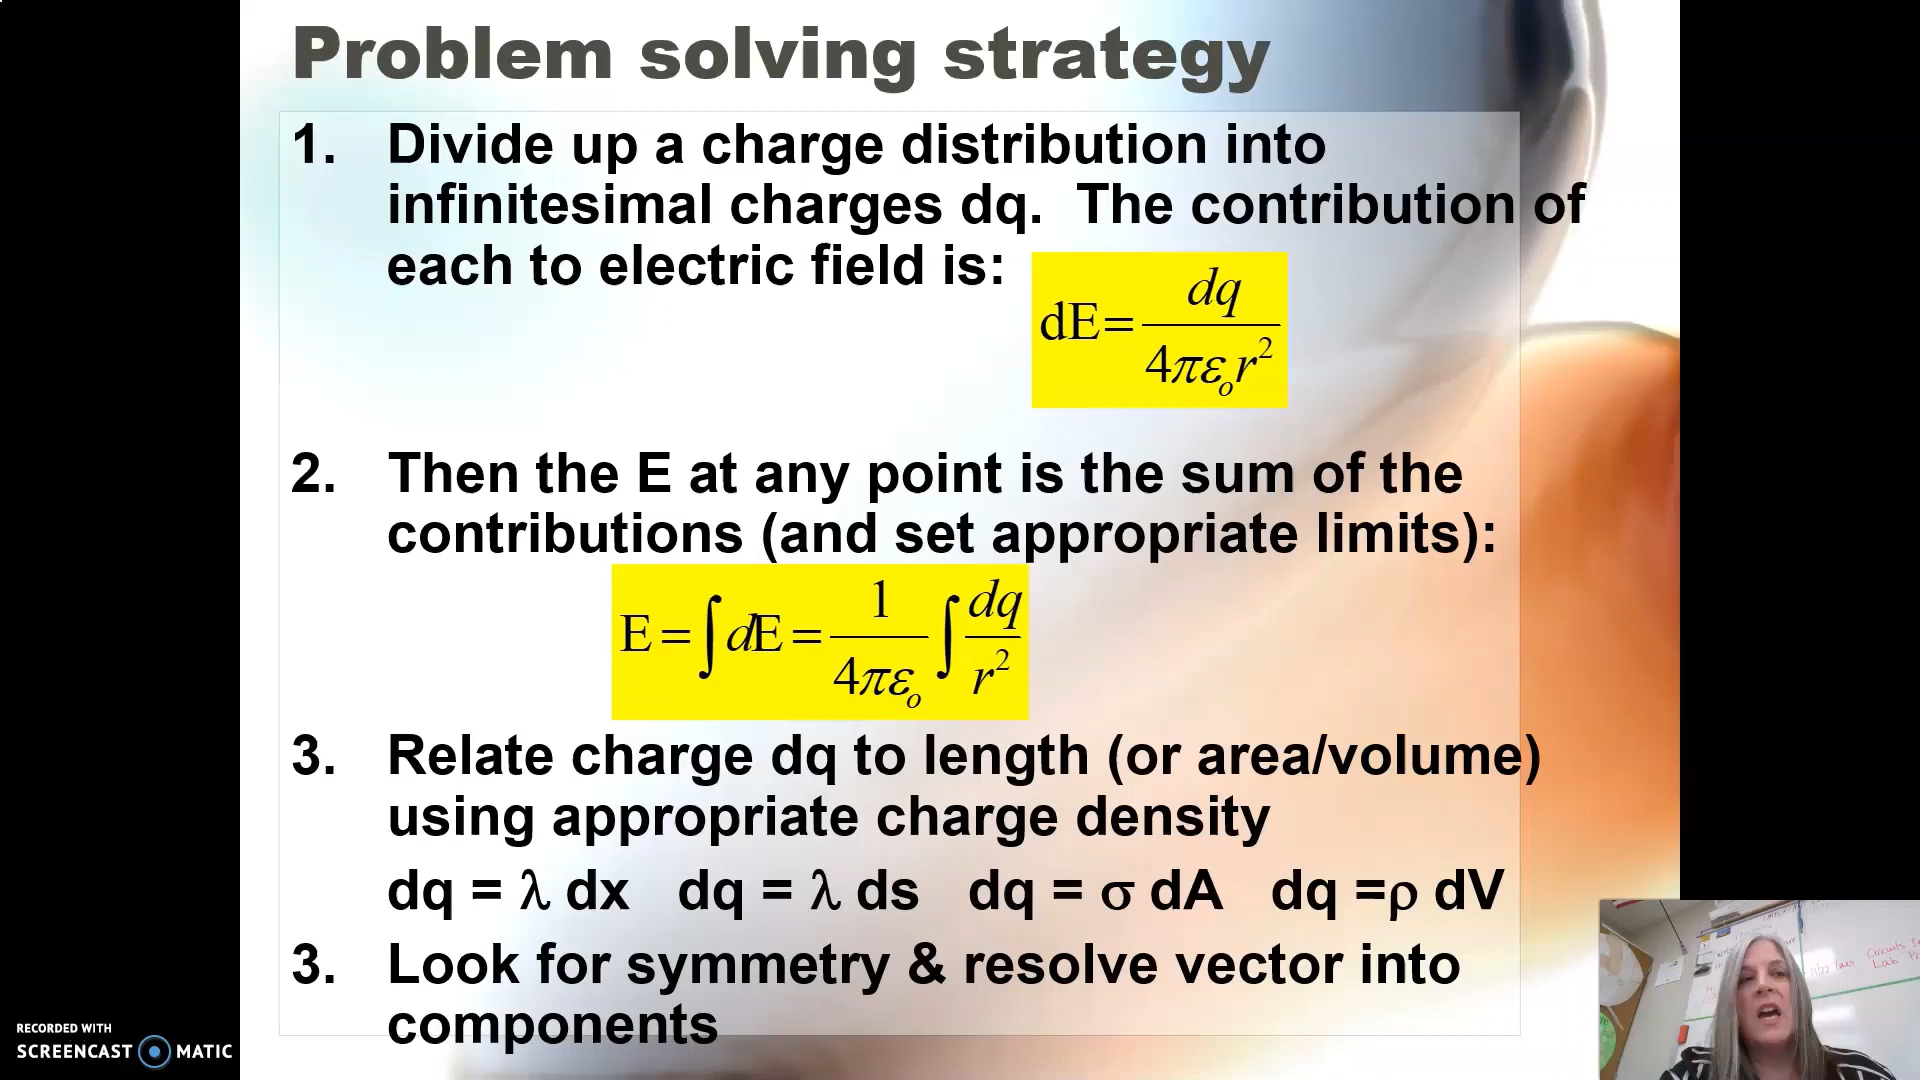 Problem solving strategy
1. Divide up a charge distribution into
infinitesimal charges dq. The contribution of
each to electric field is:
dE= dq / 4πε₀r²
2. Then the E at any point is the sum of the
contributions (and set appropriate limits):
E = ∫dE = 1/4πε₀ ∫ dq/r²
3. Relate charge dq to length (or area/volume)
using appropriate charge density
dq = λ dx dq = λ ds dq = σ dA dq =ρ dV
3. Look for symmetry & resolve vector into
components
RECORDED WITH
SCREENCAST MATIC
Circuits
Lab